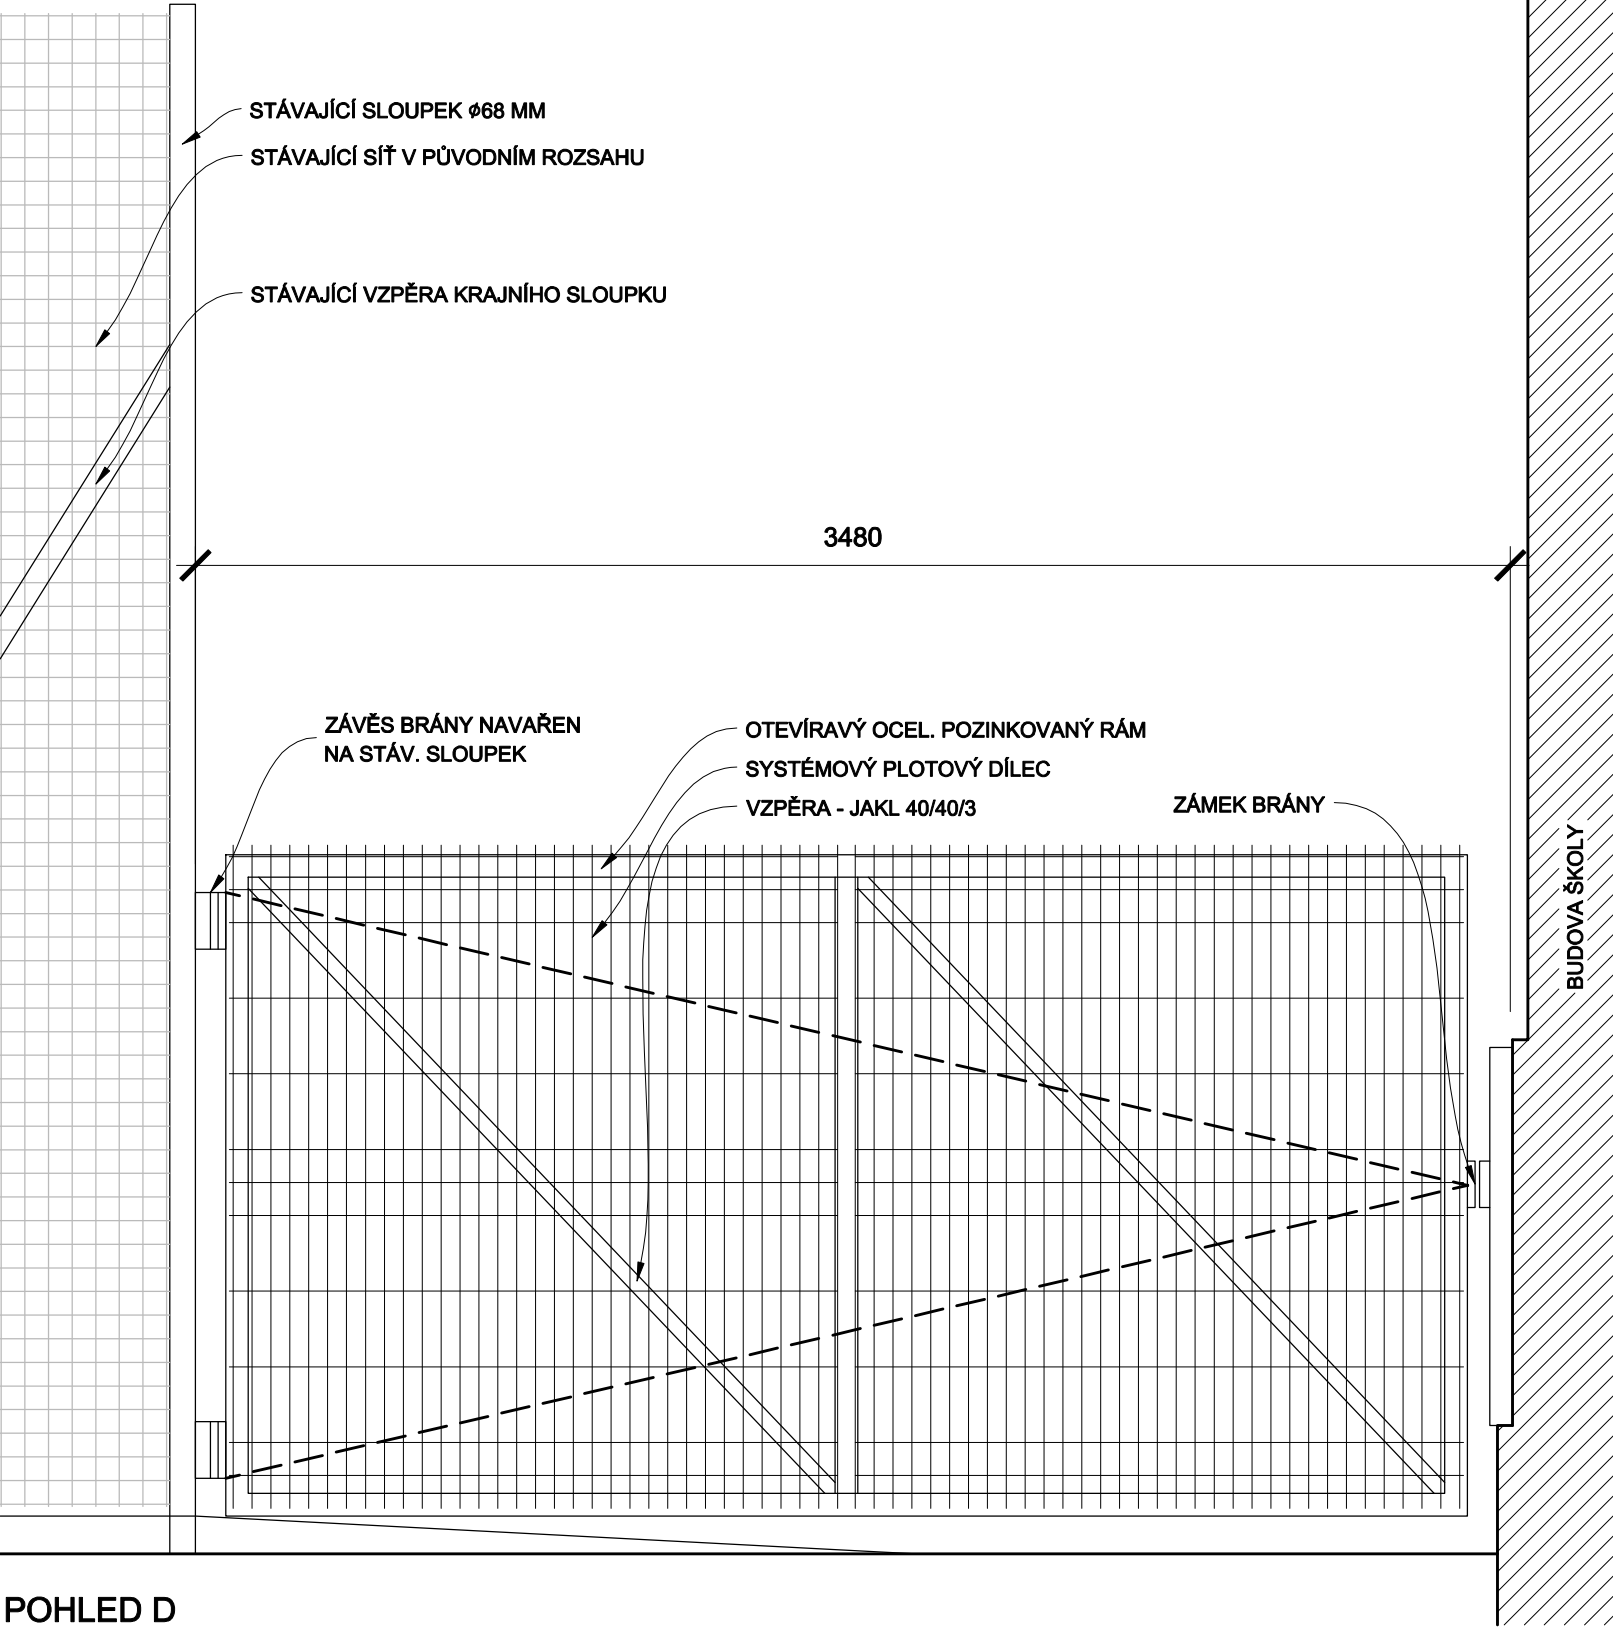 STÁVAJÍCÍ SLOUPEK ø68 MM
STÁVAJÍCÍ SÍŤ V PŮVODNÍM ROZSAHU
STÁVAJÍCÍ VZPĚRA KRAJNÍHO SLOUPKU
3480
ZÁVĚS BRÁNY NAVAŘEN
NA STÁV. SLOUPEK
OTEVÍRAVÝ OCEL. POZINKOVANÝ RÁM
SYSTÉMOVÝ PLOTOVÝ DÍLEC
VZPĚRA - JAKL 40/40/3
ZÁMEK BRÁNY
BUDOVA ŠKOLY
POHLED D